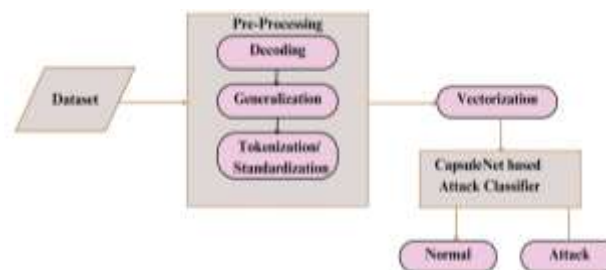 Pre-Processing
Decoding
Dataset
Generalization
Vectorization
Tokenization/
Standardization
CapsuleNet based
Attack Classifier
Normal
Attack